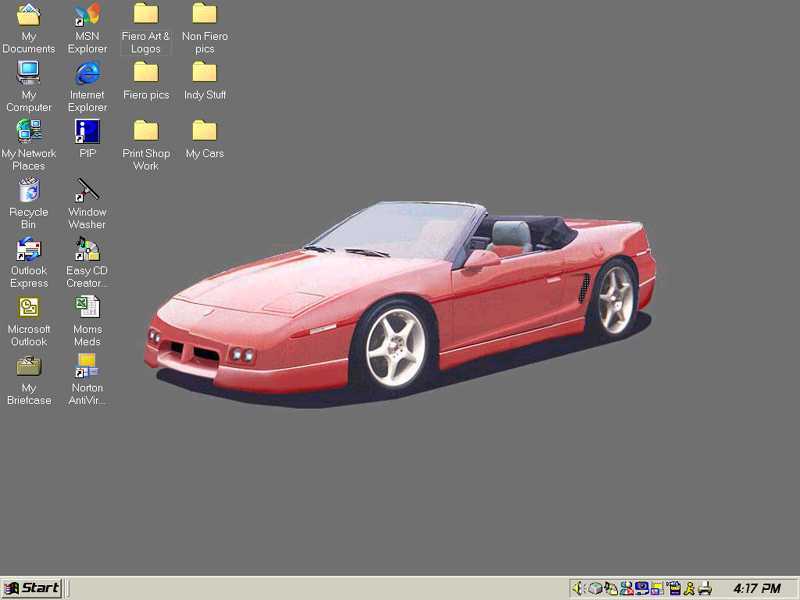 My
Documents
MSN
Explorer
Fiero Art &
Logos
Non Fiero
pics
My
Computer
Internet
Explorer
Fiero pics
Indy Stuff
My Network
Places
PIP
Print Shop
Work
My Cars
Recycle
Bin
Window
Washer
Outlook
Express
Easy CD
Creator...
Microsoft
Outlook
Moms
Meds
My
Briefcase
Norton
AntiVir...
Start
4:17 PM